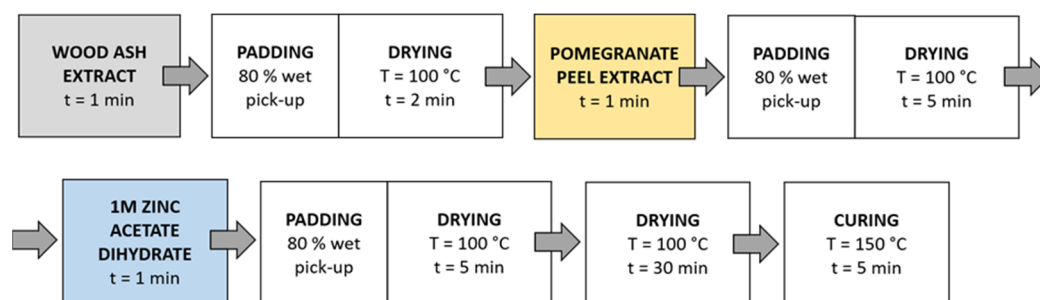 WOOD ASH
EXTRACT
t = 1 min
PADDING
80 % wet
pick-up
DRYING
T = 100 °C
t = 2 min
POMEGRANATE
PEEL EXTRACT
t = 1 min
PADDING
80 % wet
pick-up
DRYING
T = 100 °C
t = 5 min
1M ZINC
ACETATE
DIHYDRATE
t = 1 min
PADDING
80 % wet
pick-up
DRYING
T = 100 °C
t = 5 min
DRYING
T = 100 °C
t = 30 min
CURING
T = 150 °C
t = 5 min